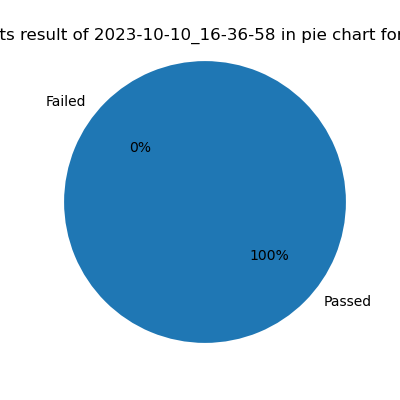 ts result of 2023-10-10_16-36-58 in pie chart for
Failed
0%
100%
Passed